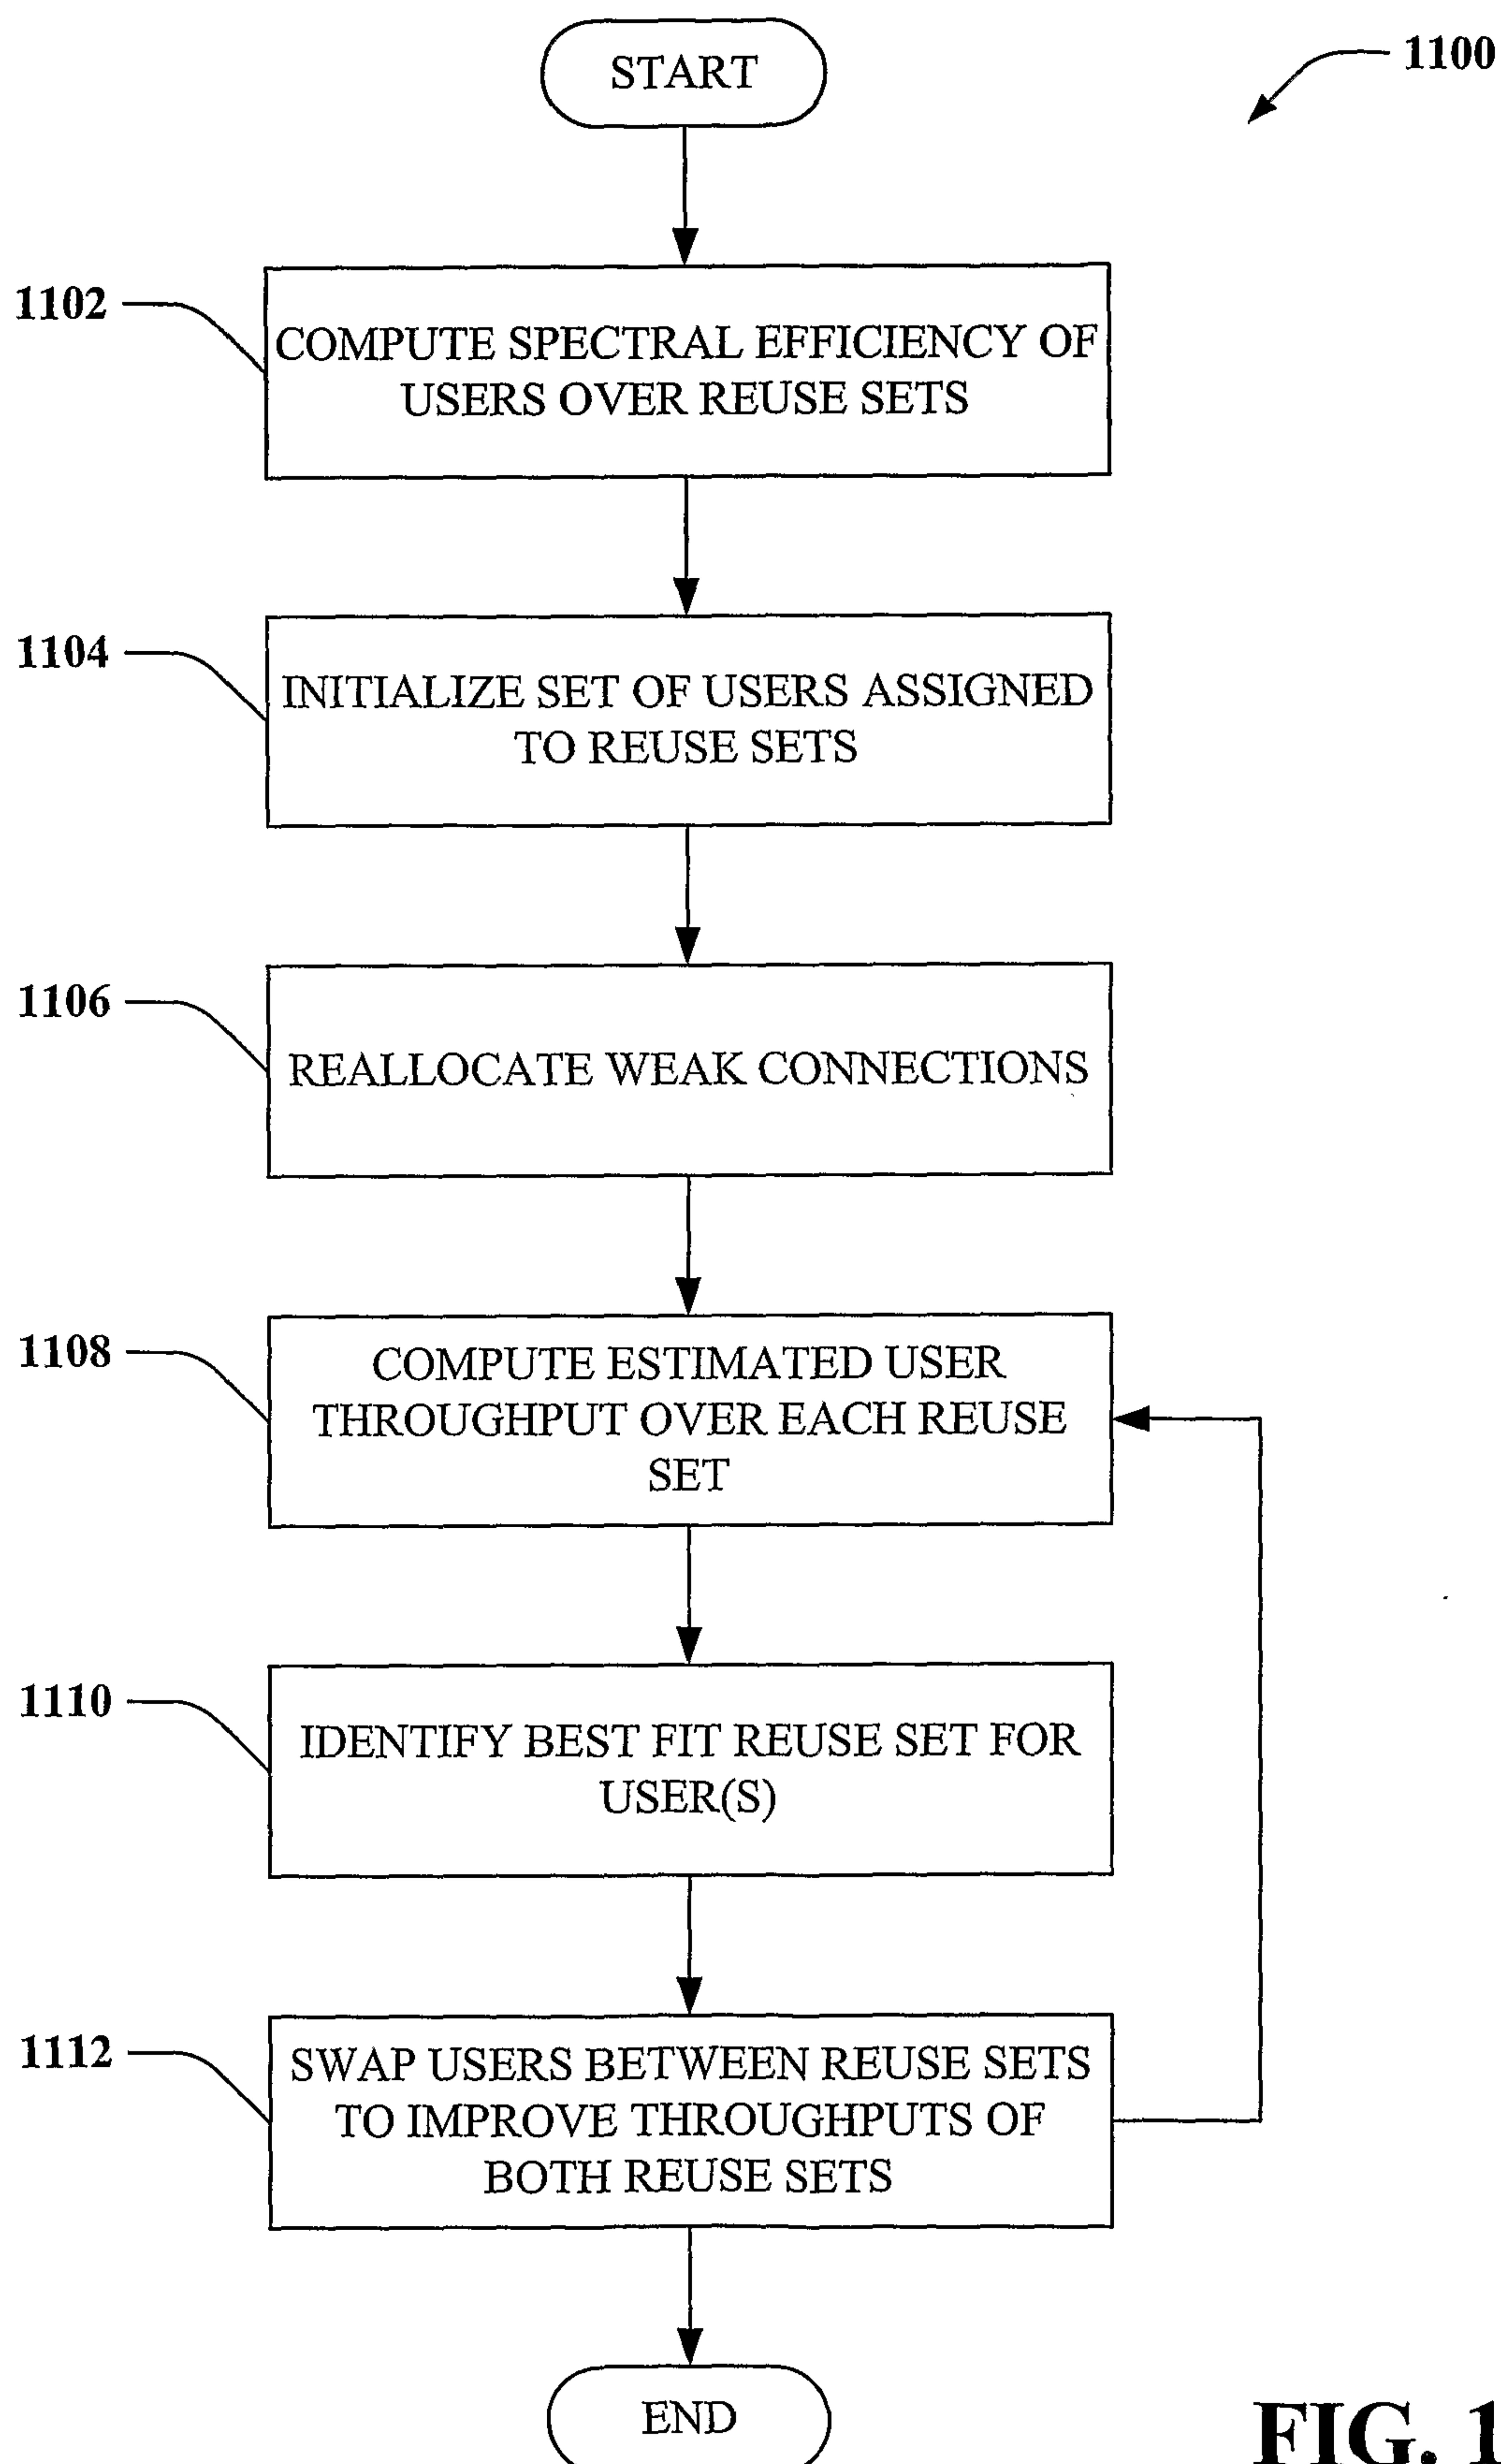 START
1100
1102
COMPUTE SPECTRAL EFFICIENCY OF
USERS OVER REUSE SETS
1104
INITIALIZE SET OF USERS ASSIGNED
TO REUSE SETS
1106
REALLOCATE WEAK CONNECTIONS
1108
COMPUTE ESTIMATED USER
THROUGHPUT OVER EACH REUSE
SET
1110
IDENTIFY BEST FIT REUSE SET FOR
USER(S)
1112
SWAP USERS BETWEEN REUSE SETS
TO IMPROVE THROUGHPUTS OF
BOTH REUSE SETS
END
FIG. 1